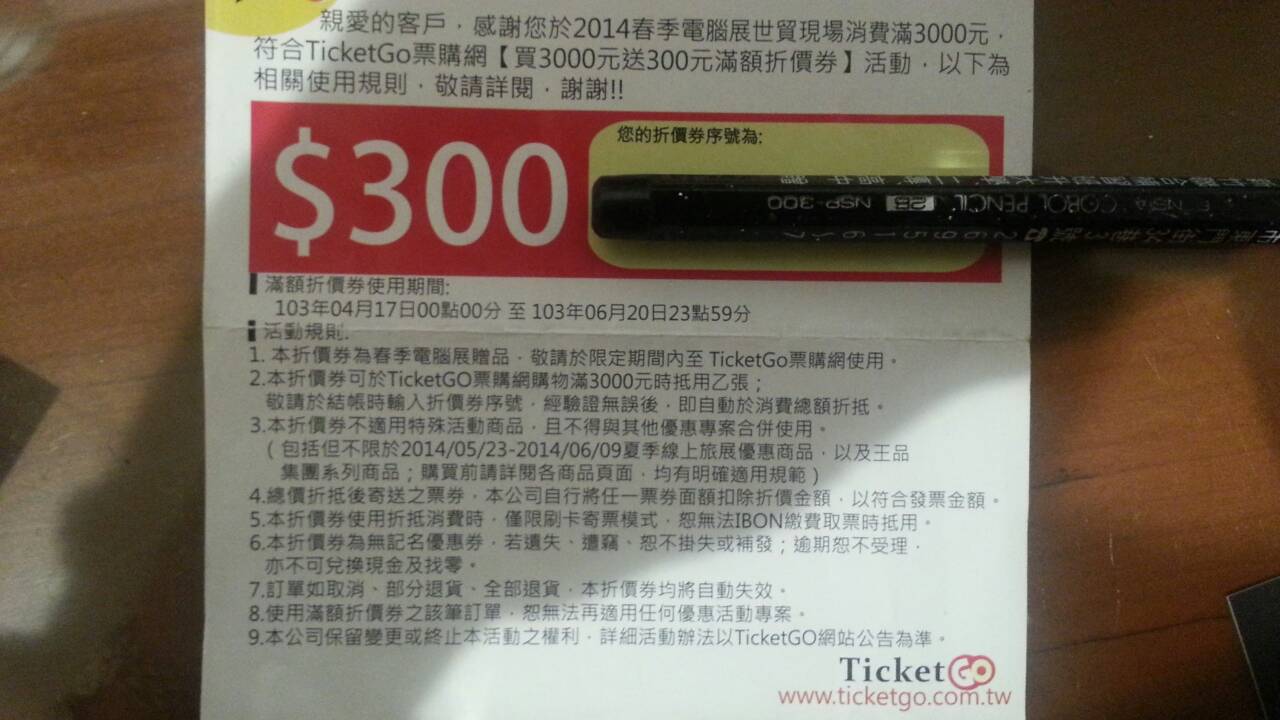 親愛的客戶，感謝您於2014春季電腦展世貿現場消費滿3000元，
符合TicketGo票購網【買3000元送300元滿額折價券】活動，以下為
相關使用規則，敬請詳閱，謝謝!!
$300
您的折價券序號為:
COBOL PENCIL 2B NSP-300
滿額折價券使用期間:
103年04月17日00點00分 至 103年06月20日23點59分
活動規則:
1. 本折價券為春季電腦展贈品，敬請於限定期間內至 TicketGo票購網使用。
2.本折價券可於TicketGO票購網購物滿3000元時抵用乙張；
敬請於結帳時輸入折價券序號，經驗證無誤後，即自動於消費總額折抵。
3.本折價券不適用特殊活動商品，且不得與其他優惠專案合併使用。
（包括但不限於2014/05/23-2014/06/09夏季線上旅展優惠商品，以及王品
集團系列商品；購買前請詳閱各商品頁面，均有明確適用規範）
4.總價折抵後寄送之票券，本公司自行將任一票券面額扣除折價金額，以符合發票金額。
5.本折價券使用折抵消費時，僅限刷卡寄票模式，恕無法IBON繳費取票時抵用。
6.本折價券為無記名優惠券，若遺失、遭竊、恕不掛失或補發；逾期恕不受理，
亦不可兌換現金及找零。
7.訂單如取消、部分退貨、全部退貨，本折價券均將自動失效。
8.使用滿額折價券之該筆訂單，恕無法再適用任何優惠活動專案。
9.本公司保留變更或終止本活動之權利，詳細活動辦法以TicketGO網站公告為準。
TicketGO
www.ticketgo.com.tw